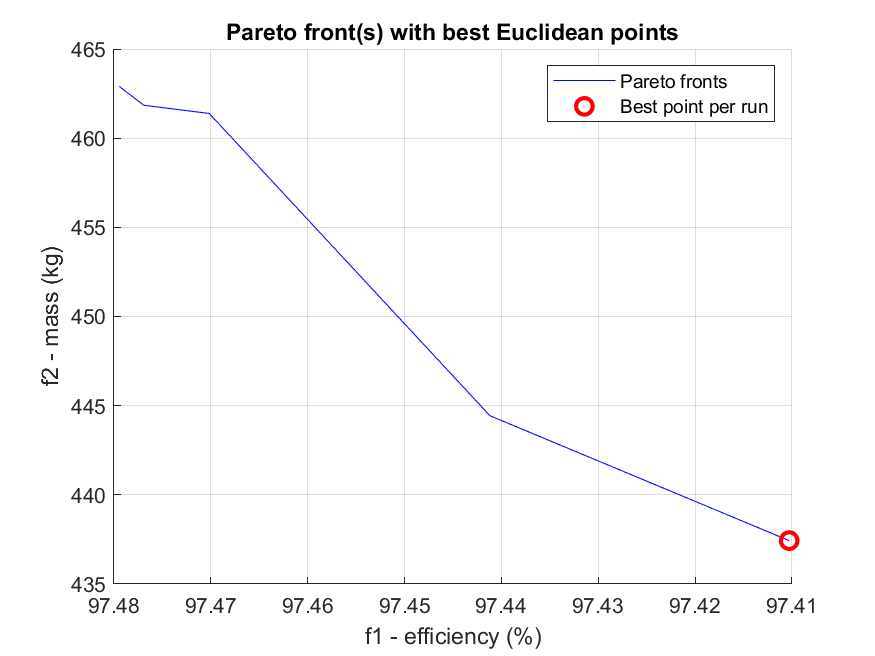 Pareto front(s) with best Euclidean points
465
460
455
450
445
440
435
f2 - mass (kg)
Pareto fronts
Best point per run
97.48 97.47 97.46 97.45 97.44 97.43 97.42 97.41
f1 - efficiency (%)